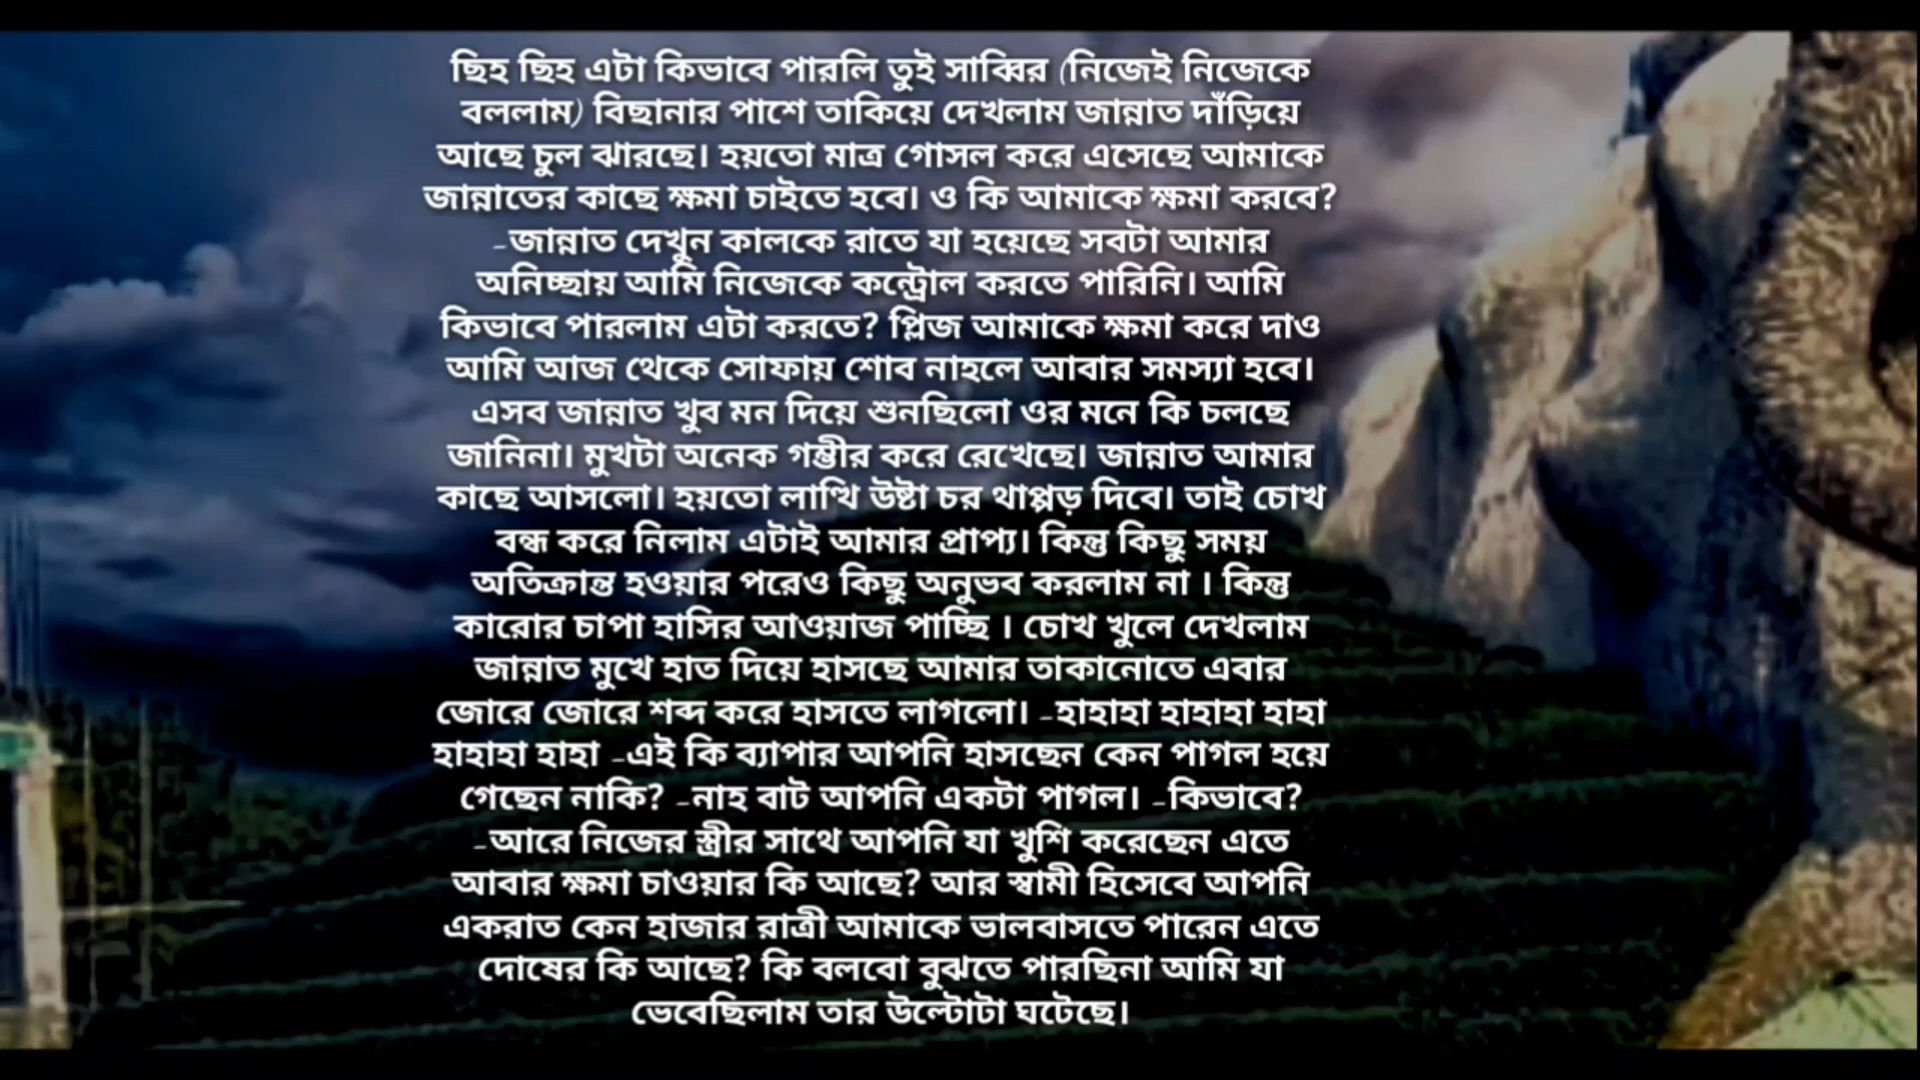 ছিহ ছিহ এটা কিভাবে পারলি তুই সাব্বির (নিজেই নিজেকে
বললাম) বিছানার পাশে তাকিয়ে দেখলাম জান্নাত দাঁড়িয়ে
আছে চুল ঝারছে। হয়তো মাত্র গোসল করে এসেছে আমাকে
জান্নাতের কাছে ক্ষমা চাইতে হবে। ও কি আমাকে ক্ষমা করবে?
-জান্নাত দেখুন কালকে রাতে যা হয়েছে সবটা আমার
অনিচ্ছায় আমি নিজেকে কন্ট্রোল করতে পারিনি। আমি
কিভাবে পারলাম এটা করতে? প্লিজ আমাকে ক্ষমা করে দাও
আমি আজ থেকে সোফায় শোব নাহলে আবার সমস্যা হবে।
এসব জান্নাত খুব মন দিয়ে শুনছিলো ওর মনে কি চলছে
জানিনা। মুখটা অনেক গম্ভীর করে রেখেছে। জান্নাত আমার
কাছে আসলো। হয়তো লাত্থি উষ্টা চর থাপ্পড় দিবে। তাই চোখ
বন্ধ করে নিলাম এটাই আমার প্রাপ্য। কিন্তু কিছু সময়
অতিক্রান্ত হওয়ার পরেও কিছু অনুভব করলাম না । কিন্তু
কারোর চাপা হাসির আওয়াজ পাচ্ছি । চোখ খুলে দেখলাম
জান্নাত মুখে হাত দিয়ে হাসছে আমার তাকানোতে এবার
জোরে জোরে শব্দ করে হাসতে লাগলো। -হাহাহা হাহাহা হাহা
হাহাহা হাহা -এই কি ব্যাপার আপনি হাসছেন কেন পাগল হয়ে
গেছেন নাকি? -নাহ বাট আপনি একটা পাগল। -কিভাবে?
-আরে নিজের স্ত্রীর সাথে আপনি যা খুশি করেছেন এতে
আবার ক্ষমা চাওয়ার কি আছে? আর স্বামী হিসেবে আপনি
একরাত কেন হাজার রাত্রী আমাকে ভালবাসতে পারেন এতে
দোষের কি আছে? কি বলবো বুঝতে পারছিনা আমি যা
ভেবেছিলাম তার উল্টোটা ঘটেছে।